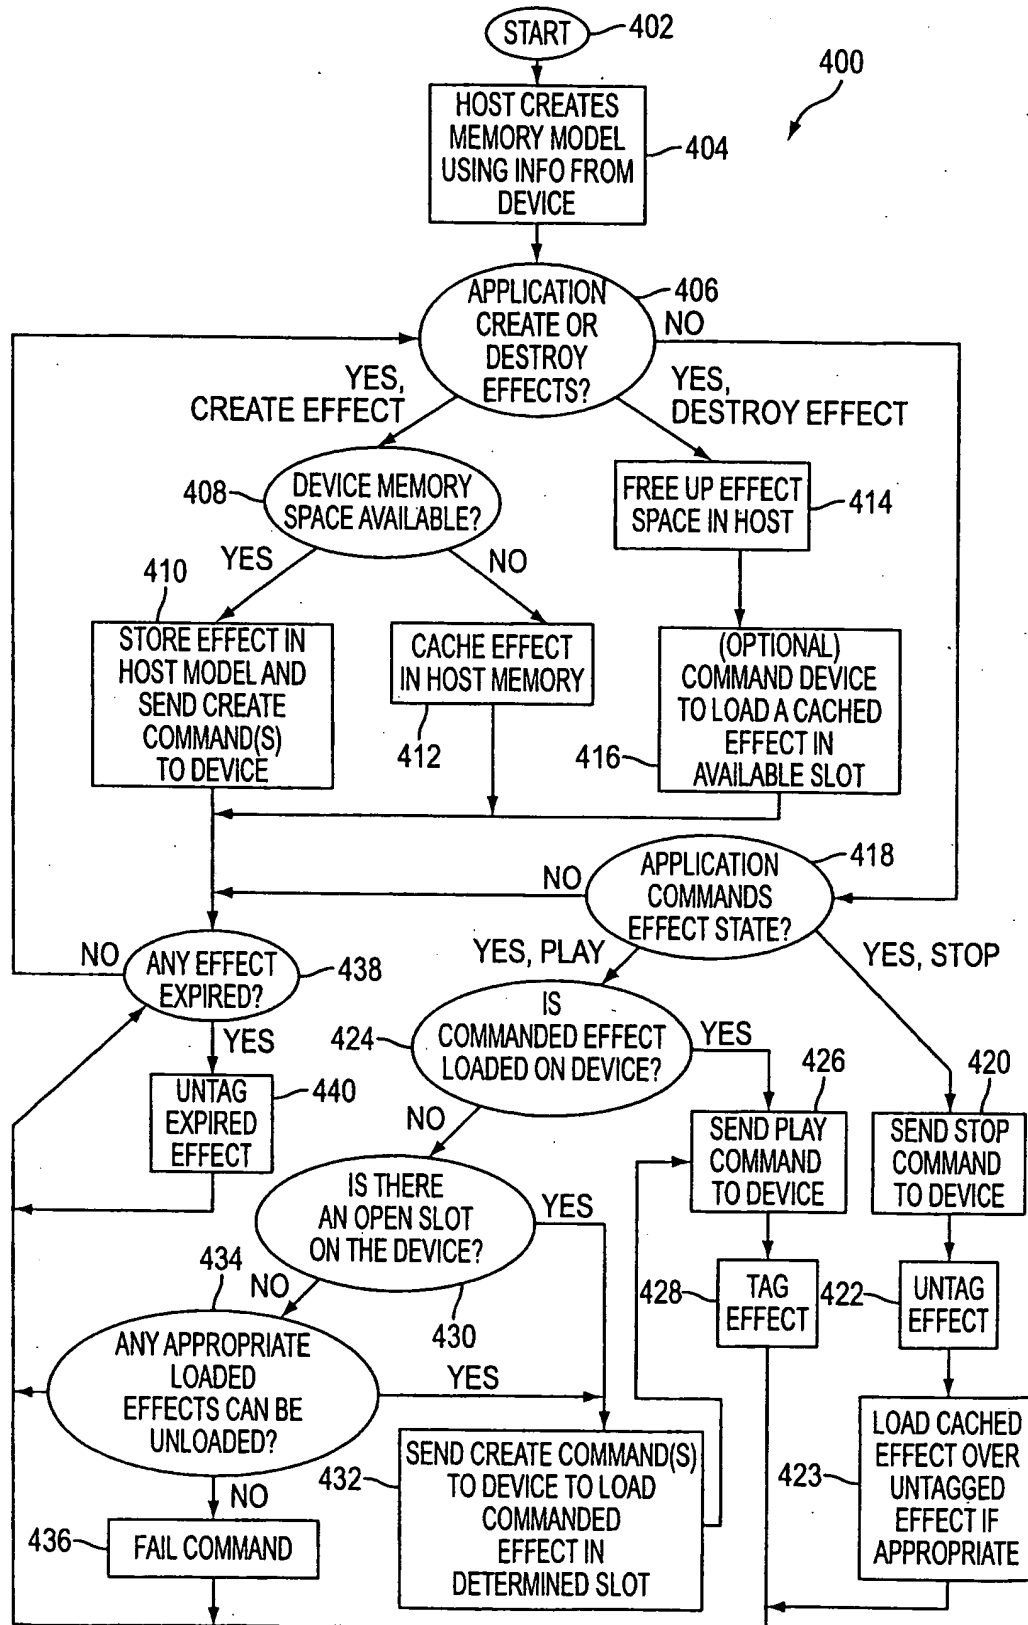 START
402
400
HOST CREATES
MEMORY MODEL
USING INFO FROM
DEVICE
404
APPLICATION
CREATE OR
DESTROY
EFFECTS?
406
NO
YES,
CREATE EFFECT
YES,
DESTROY EFFECT
408
DEVICE MEMORY
SPACE AVAILABLE?
FREE UP EFFECT
SPACE IN HOST
414
YES
NO
410
STORE EFFECT IN
HOST MODEL AND
SEND CREATE
COMMAND(S)
TO DEVICE
CACHE EFFECT
IN HOST MEMORY
412
(OPTIONAL)
COMMAND DEVICE
TO LOAD A CACHED
EFFECT IN
AVAILABLE SLOT
416
APPLICATION
COMMANDS
EFFECT STATE?
418
NO
YES, PLAY
YES, STOP
NO
ANY EFFECT
EXPIRED?
438
YES
424
IS
COMMANDED EFFECT
LOADED ON DEVICE?
YES
NO
UNTAG
EXPIRED
EFFECT
440
426
SEND PLAY
COMMAND
TO DEVICE
420
SEND STOP
COMMAND
TO DEVICE
IS THERE
AN OPEN SLOT
ON THE DEVICE?
YES
NO
430
428
TAG
EFFECT
422
UNTAG
EFFECT
434
ANY APPROPRIATE
LOADED
EFFECTS CAN BE
UNLOADED?
YES
NO
432
SEND CREATE COMMAND(S)
TO DEVICE TO LOAD
COMMANDED
EFFECT IN
DETERMINED SLOT
423
LOAD CACHED
EFFECT OVER
UNTAGGED
EFFECT IF
APPROPRIATE
436
FAIL COMMAND